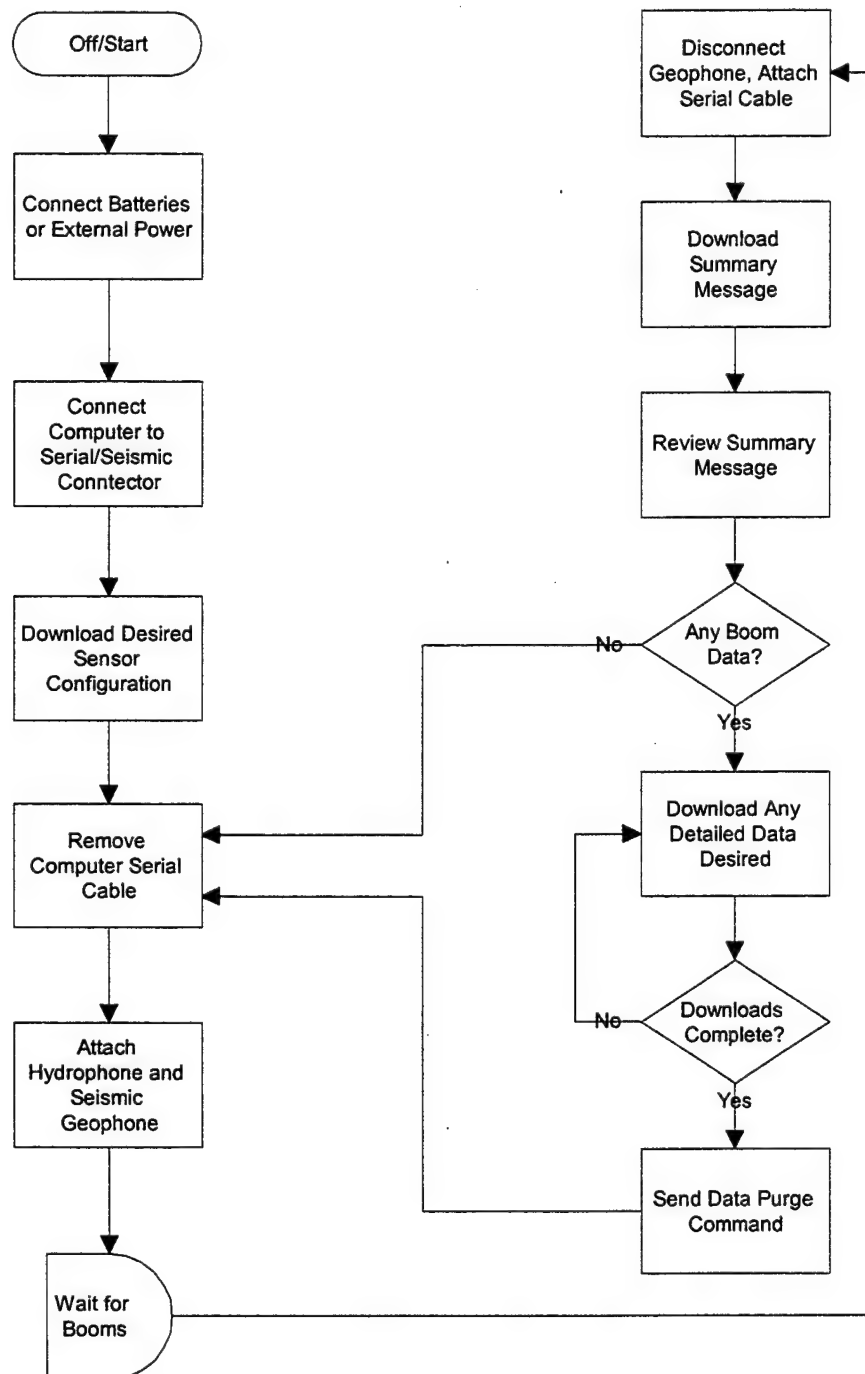 Off/Start
Connect Batteries
or External Power
Connect
Computer to
Serial/Seismic
Conntector
Download Desired
Sensor
Configuration
Remove
Computer Serial
Cable
Attach
Hydrophone and
Seismic
Geophone
Wait for
Booms
Disconnect
Geophone, Attach
Serial Cable
Download
Summary
Message
Review Summary
Message
Any Boom
Data?
No
Yes
Download Any
Detailed Data
Desired
Downloads
Complete?
No
Yes
Send Data Purge
Command